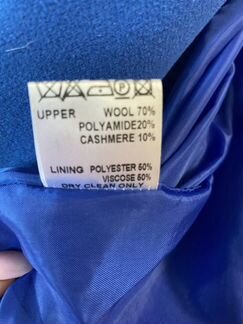 UPPER WOOL 70%
POLYAMIDE20%
CASHMERE 10%
LINING POLYESTER 50%
VISCOSE 50%
DRY CLEAN ONLY